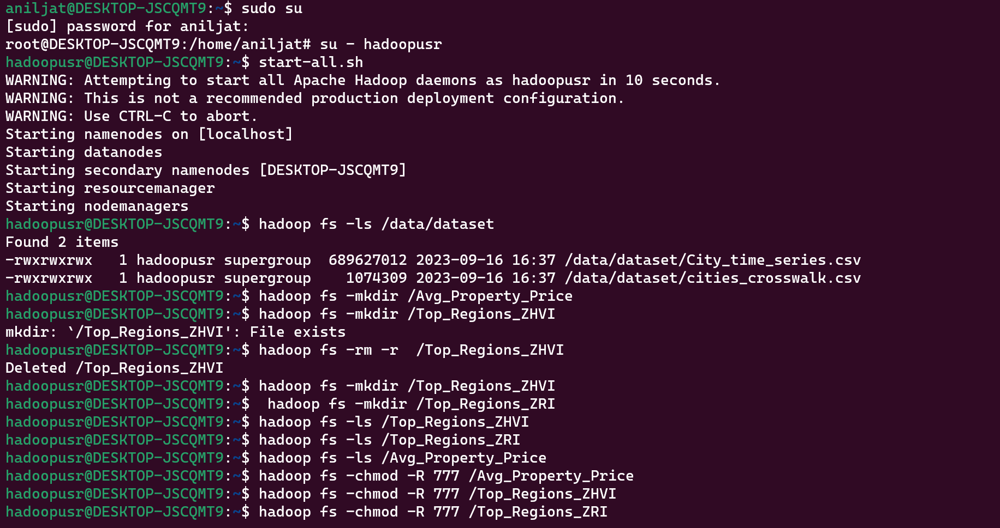 aniljat@DESKTOP-JSCQMT9:~$ sudo su
[sudo] password for aniljat:
root@DESKTOP-JSCQMT9:/home/aniljat# su - hadoopusr
hadoopusr@DESKTOP-JSCQMT9:~$ start-all.sh
WARNING: Attempting to start all Apache Hadoop daemons as hadoopusr in 10 seconds.
WARNING: This is not a recommended production deployment configuration.
WARNING: Use CTRL-C to abort.
Starting namenodes on [localhost]
Starting datanodes
Starting secondary namenodes [DESKTOP-JSCQMT9]
Starting resourcemanager
Starting nodemanagers
hadoopusr@DESKTOP-JSCQMT9:~$ hadoop fs -ls /data/dataset
Found 2 items
-rwxrwxrwx   1 hadoopusr supergroup  689627012 2023-09-16 16:37 /data/dataset/City_time_series.csv
-rwxrwxrwx   1 hadoopusr supergroup    1074309 2023-09-16 16:37 /data/dataset/cities_crosswalk.csv
hadoopusr@DESKTOP-JSCQMT9:~$ hadoop fs -mkdir /Avg_Property_Price
hadoopusr@DESKTOP-JSCQMT9:~$ hadoop fs -mkdir /Top_Regions_ZHVI
mkdir: `/Top_Regions_ZHVI': File exists
hadoopusr@DESKTOP-JSCQMT9:~$ hadoop fs -rm -r  /Top_Regions_ZHVI
Deleted /Top_Regions_ZHVI
hadoopusr@DESKTOP-JSCQMT9:~$ hadoop fs -mkdir /Top_Regions_ZHVI
hadoopusr@DESKTOP-JSCQMT9:~$  hadoop fs -mkdir /Top_Regions_ZRI
hadoopusr@DESKTOP-JSCQMT9:~$ hadoop fs -ls /Top_Regions_ZHVI
hadoopusr@DESKTOP-JSCQMT9:~$ hadoop fs -ls /Top_Regions_ZRI
hadoopusr@DESKTOP-JSCQMT9:~$ hadoop fs -ls /Avg_Property_Price
hadoopusr@DESKTOP-JSCQMT9:~$ hadoop fs -chmod -R 777 /Avg_Property_Price
hadoopusr@DESKTOP-JSCQMT9:~$ hadoop fs -chmod -R 777 /Top_Regions_ZHVI
hadoopusr@DESKTOP-JSCQMT9:~$ hadoop fs -chmod -R 777 /Top_Regions_ZRI